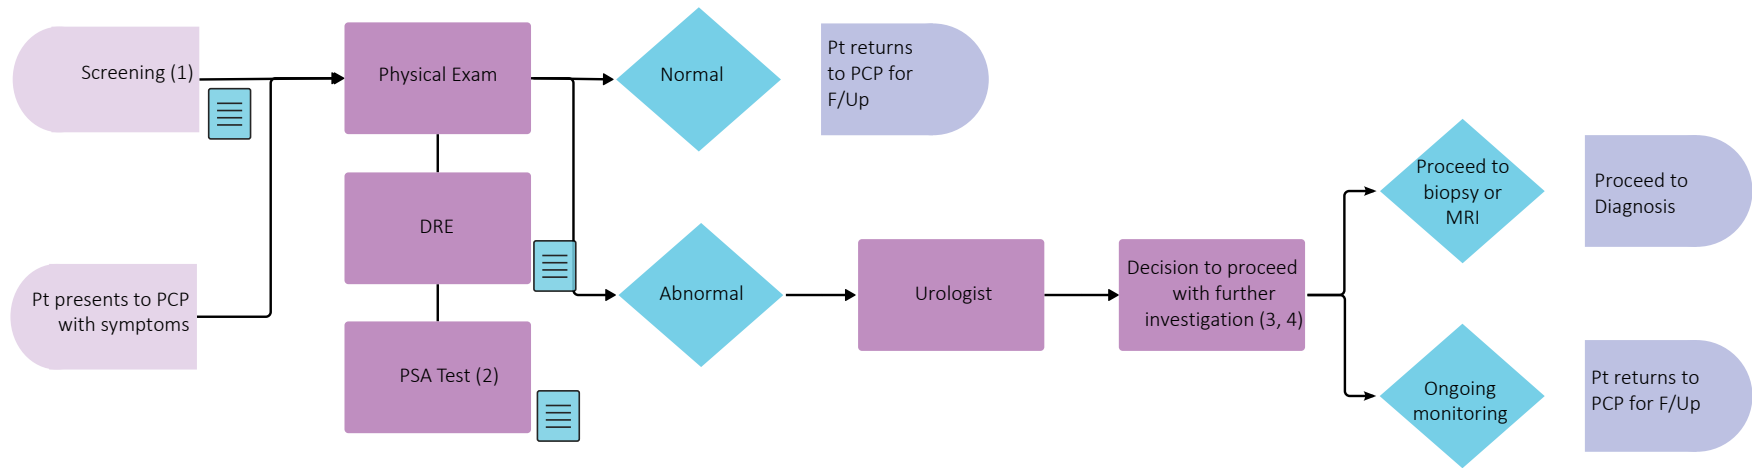 Screening (1)
Physical Exam
Normal
Pt returns
to PCP for
F/Up
DRE
Pt presents to PCP
with symptoms
PSA Test (2)
Abnormal
Urologist
Decision to proceed
with further
investigation (3, 4)
Proceed to
biopsy or
MRI
Proceed to
Diagnosis
Ongoing
monitoring
Pt returns to
PCP for F/Up